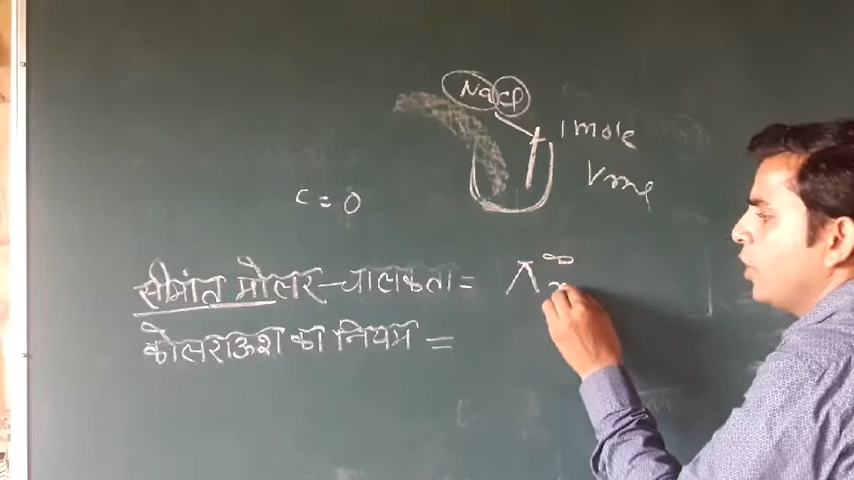 NaCl
1 mole
Vml
C = 0
सीमांत मोलर-चालकता = Λ∞m
कोलराऊश का नियम =